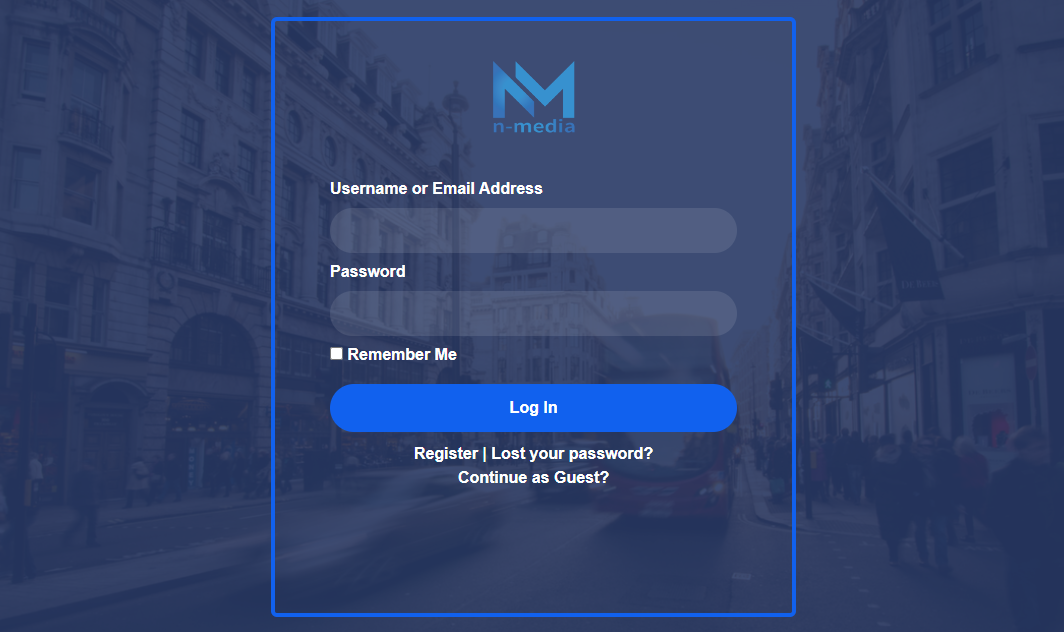 n-media
Username or Email Address
Password
Remember Me
Log In
Register | Lost your password?
Continue as Guest?